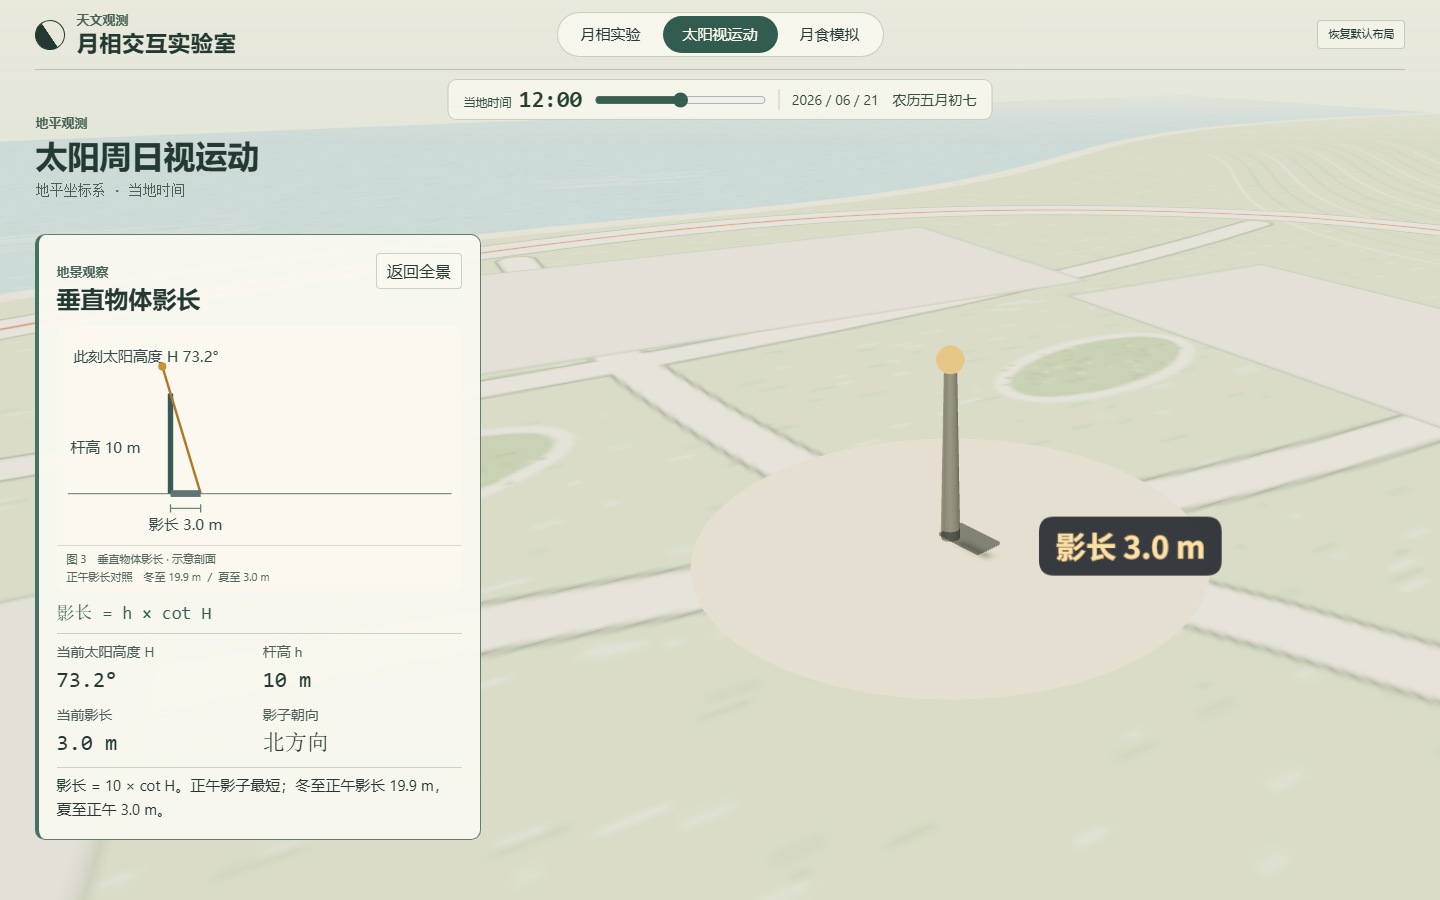 天文观测
月相交互实验室
月相实验
太阳视运动
月食模拟
恢复默认布局
当地时间 12:00
2026 / 06 / 21 农历五月初七
地平观测
太阳周日视运动
地平坐标系 · 当地时间
地景观察
垂直物体影长
返回全景
此刻太阳高度 H 73.2°
杆高 10 m
影长 3.0 m
图 3 垂直物体影长 · 示意剖面
正午影长对照 冬至 19.9 m / 夏至 3.0 m
影长 = h × cot H
当前太阳高度 H
73.2°
杆高 h
10 m
当前影长
3.0 m
影子朝向
北方向
影长 = 10 × cot H。正午影子最短；冬至正午影长 19.9 m，
夏至正午 3.0 m。
影长 3.0 m